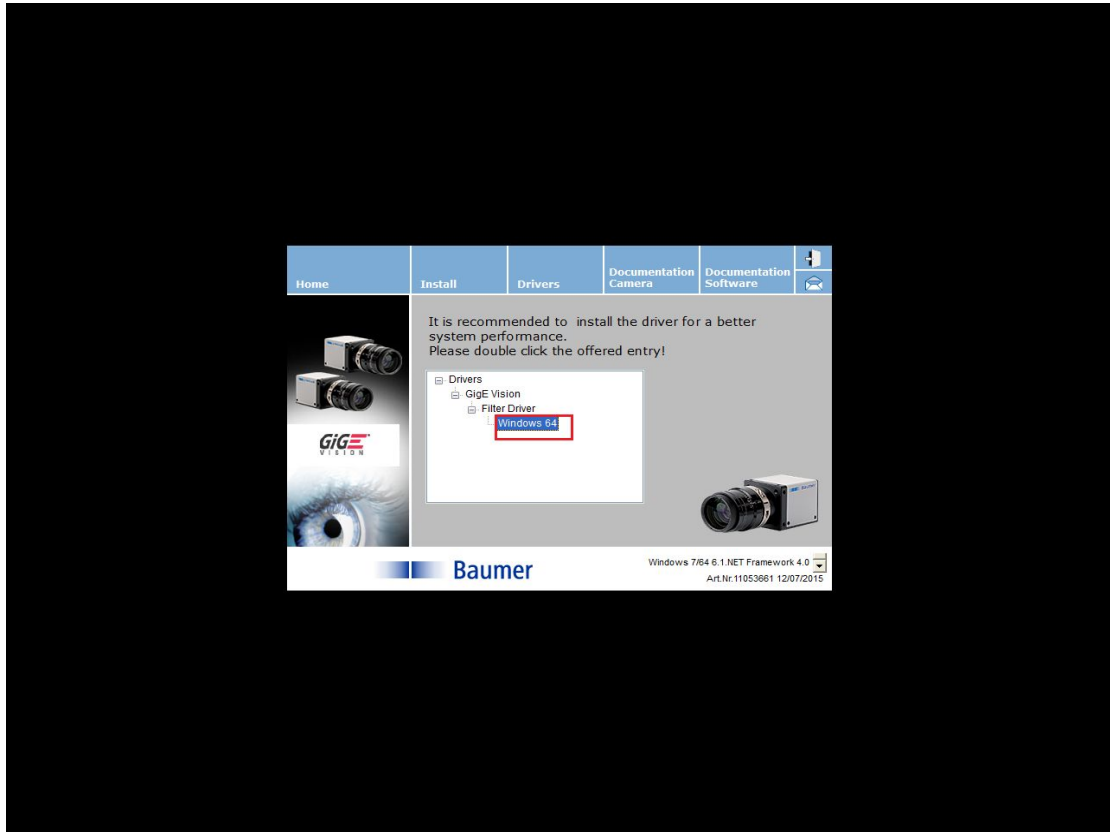 Home
Install
Drivers
Documentation
Camera
Documentation
Software
It is recommended to install the driver for a better
system performance.
Please double click the offered entry!
Drivers
GigE Vision
Filter Driver
Windows 64
GiGE
VISION
Baumer
Windows 7/64 6.1.NET Framework 4.0
Art.Nr.11053661 12/07/2015